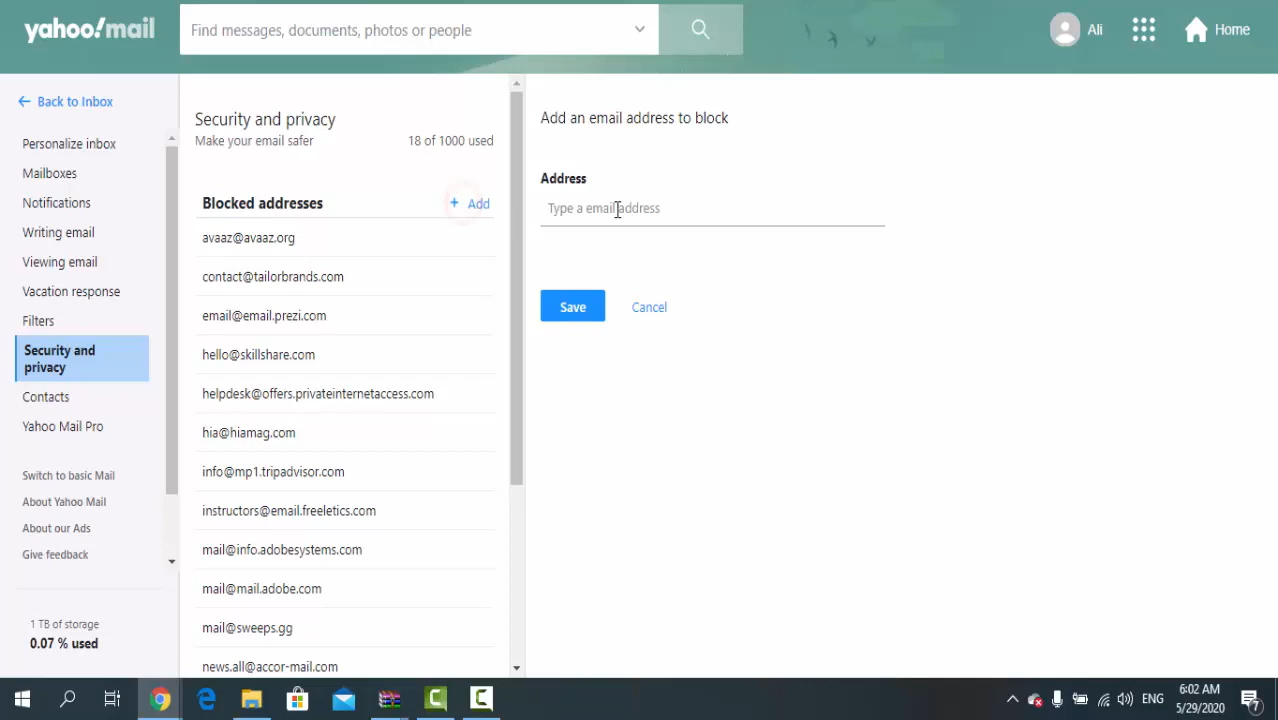 yahoo!mail
Find messages, documents, photos or people
Ali
Home
Back to Inbox
Personalize inbox
Mailboxes
Notifications
Writing email
Viewing email
Vacation response
Filters
Security and
privacy
Contacts
Yahoo Mail Pro
Switch to basic Mail
About Yahoo Mail
About our Ads
Give feedback
1 TB of storage
0.07 % used
Security and privacy
Make your email safer
18 of 1000 used
Blocked addresses
+ Add
avaaz@avaaz.org
contact@tailorbrands.com
email@email.prezi.com
hello@skillshare.com
helpdesk@offers.privateinternetaccess.com
hia@hiamag.com
info@mp1.tripadvisor.com
instructors@email.freeletics.com
mail@info.adobesystems.com
mail@mail.adobe.com
mail@sweeps.gg
news.all@accor-mail.com
Add an email address to block
Address
Type a email address
Save
Cancel
ENG
6:02 AM
5/29/2020
7